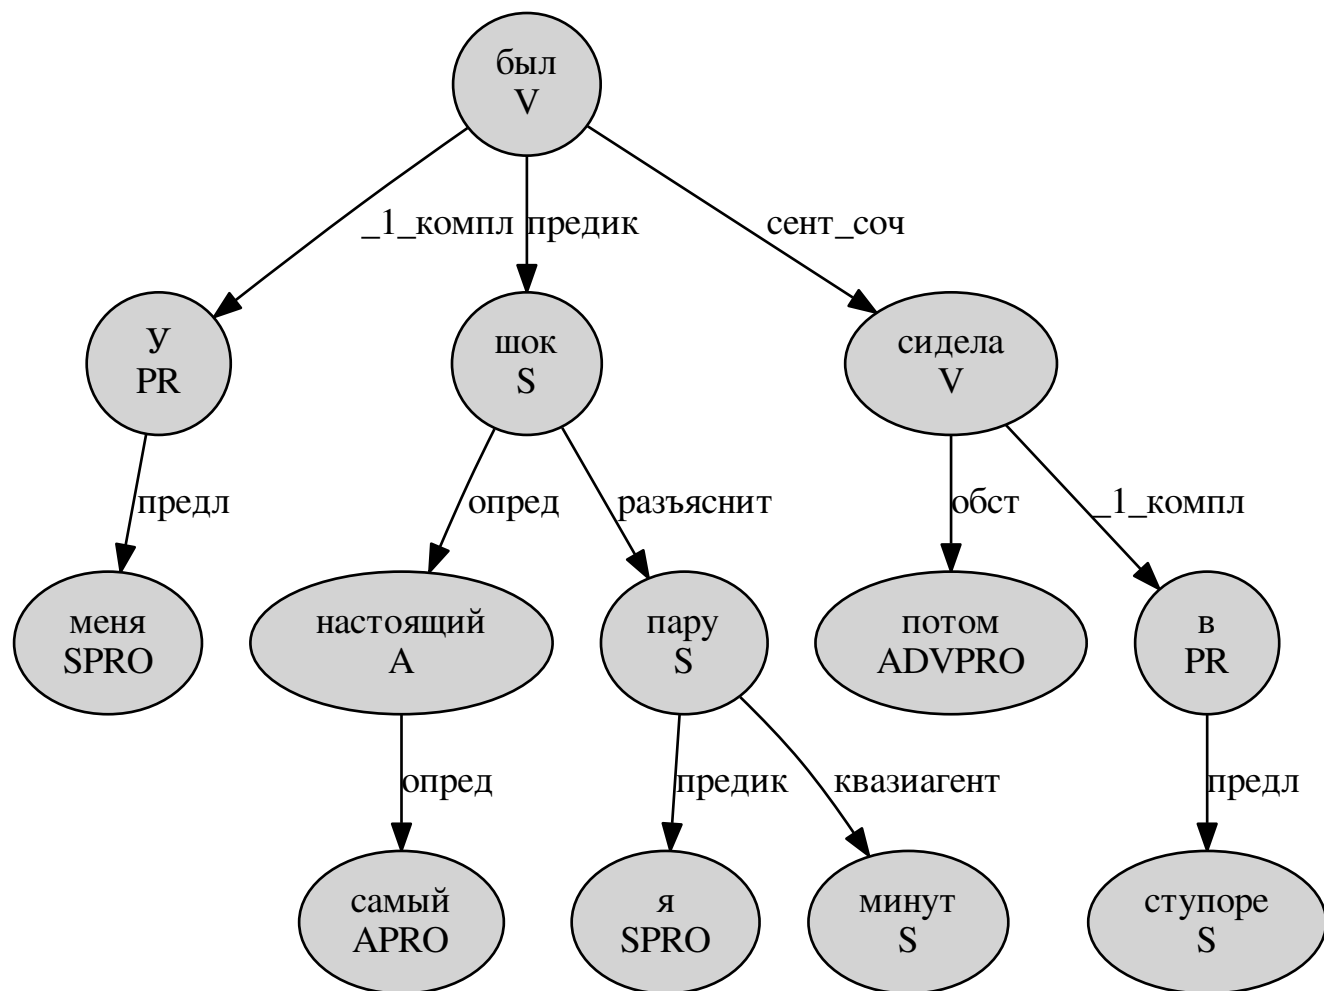 был
V
_1_компл
предик
сент_соч
У
PR
шок
S
сидела
V
предл
опред
разъяснит
обст
_1_компл
меня
SPRO
настоящий
A
пару
S
потом
ADVPRO
в
PR
опред
предик
квазиагент
предл
самый
APRO
я
SPRO
минут
S
ступоре
S